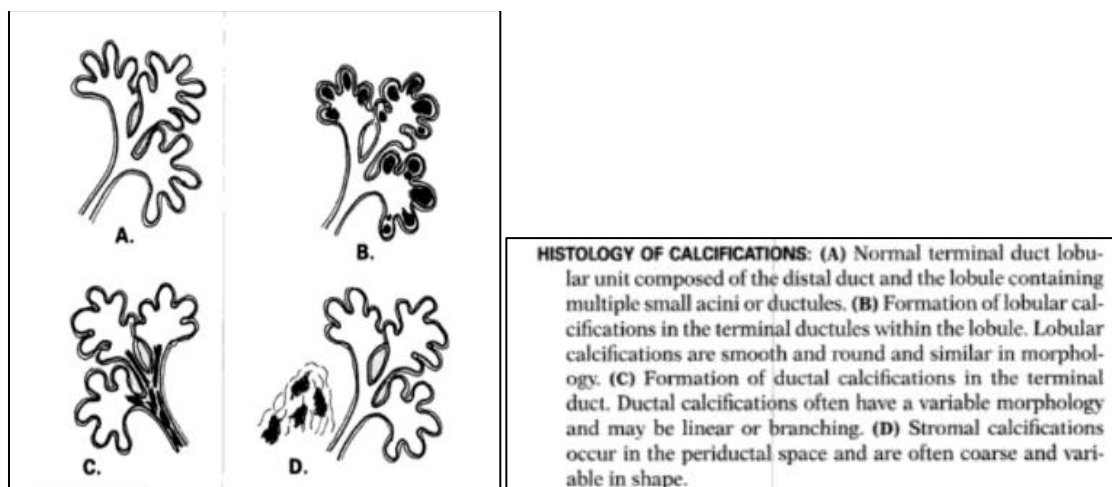 A.
B.
C.
D.
HISTOLOGY OF CALCIFICATIONS: (A) Normal terminal duct lobu-
lar unit composed of the distal duct and the lobule containing
multiple small acini or ductules. (B) Formation of lobular cal-
cifications in the terminal ductules within the lobule. Lobular
calcifications are smooth and round and similar in morphol-
ogy. (C) Formation of ductal calcifications in the terminal
duct. Ductal calcifications often have a variable morphology
and may be linear or branching. (D) Stromal calcifications
occur in the periductal space and are often coarse and vari-
able in shape.